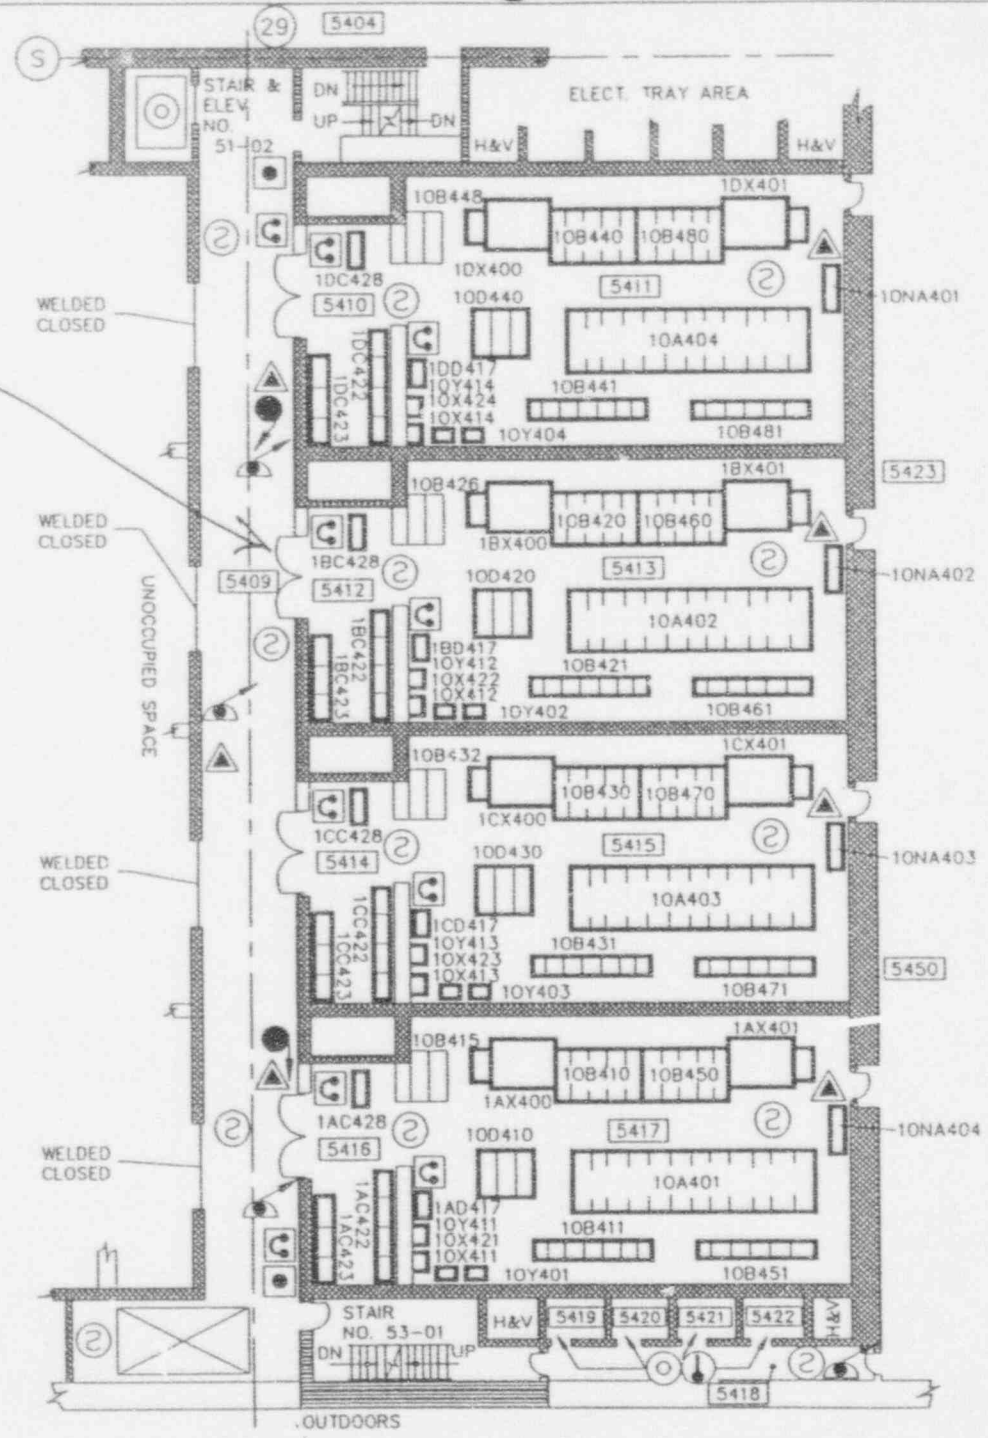 29
5404
S
STAIR &
ELEV
NO.
51-02
DN
UP
DN
ELECT. TRAY AREA
H&V
H&V
10B448
1DX401
10B440
10B480
S
1DC428
1DX400
5411
S
10NA401
WELDED
CLOSED
5410
S
10D440
10A404
1DC422
1DC423
1DD417
10Y414
10X424
10X414
10B441
10Y404
10B481
5423
10B426
1BX401
10B420
10B460
WELDED
CLOSED
1BC428
1BX400
5413
S
5409
5412
S
10D420
10NA402
UNOCCUPIED SPACE
10A402
S
1BC422
1BC423
1BD417
10Y412
10X422
10X412
10B421
10Y402
10B461
10B432
1CX401
10B430
10B470
1CC428
1CX400
5415
S
WELDED
CLOSED
5414
S
10D430
10NA403
10A403
1CC422
1CC423
1CD417
10Y413
10X423
10X413
10B431
10Y403
10B471
5450
10B415
1AX401
10B410
10B450
1AC428
1AX400
S
5416
S
10D410
5417
S
10NA404
WELDED
CLOSED
10A401
1AC422
1AC423
1AD417
10Y411
10X421
10X411
10B411
10Y401
10B451
S
STAIR
NO. 53-01
DN
UP
H&V
5419
5420
5421
5422
H&V
S
5418
OUTDOORS